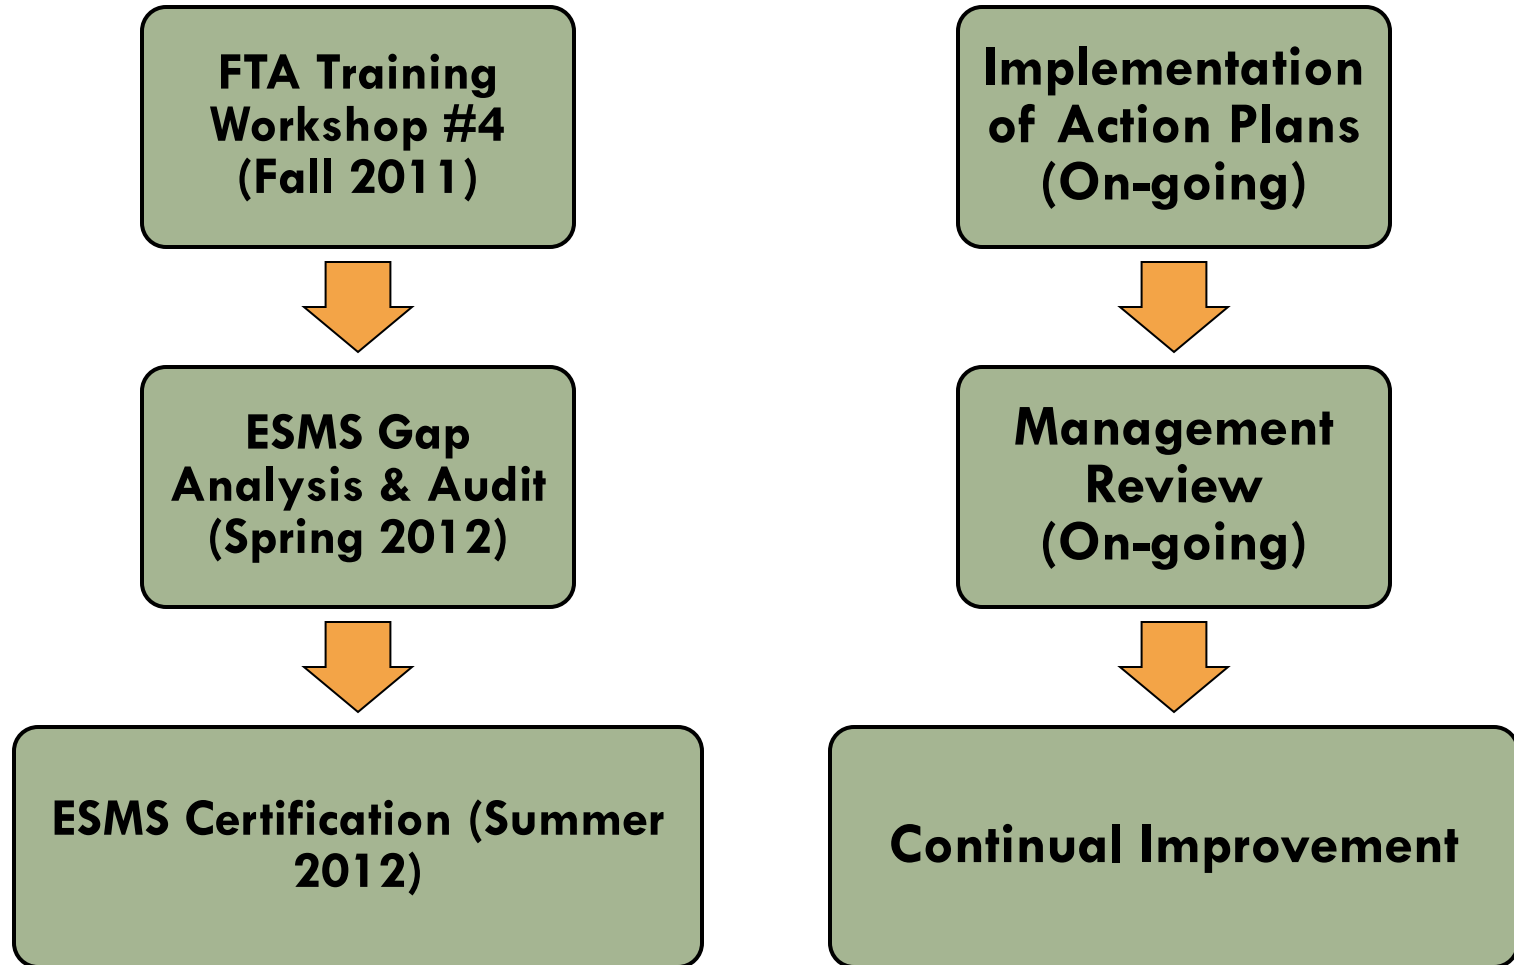 FTA Training
Workshop #4
(Fall 2011)
ESMS Gap
Analysis & Audit
(Spring 2012)
ESMS Certification (Summer
2012)
Implementation
of Action Plans
(On-going)
Management
Review
(On-going)
Continual Improvement